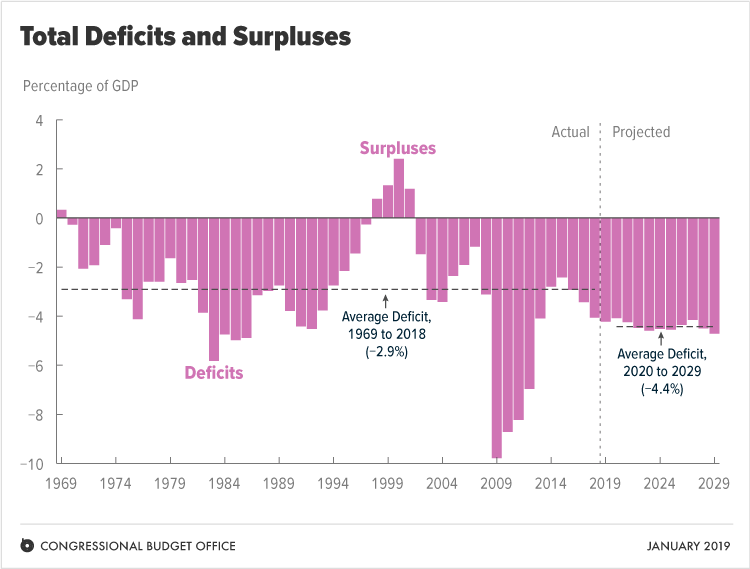 Total Deficits and Surpluses
Percentage of GDP
4
2
0
−2
−4
−6
−8
−10
Actual
Projected
Surpluses
Average Deficit,
1969 to 2018
(−2.9%)
Deficits
Average Deficit,
2020 to 2029
(−4.4%)
1969 1974 1979 1984 1989 1994 1999 2004 2009 2014 2019 2024 2029
CONGRESSIONAL BUDGET OFFICE
JANUARY 2019